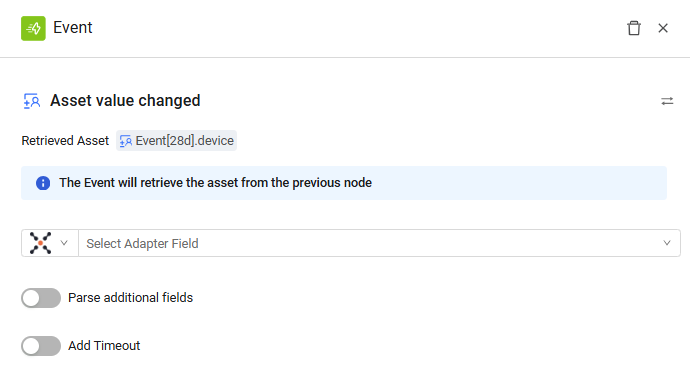 Event
Asset value changed
Retrieved Asset Event[28d].device
The Event will retrieve the asset from the previous node
Select Adapter Field
Parse additional fields
Add Timeout